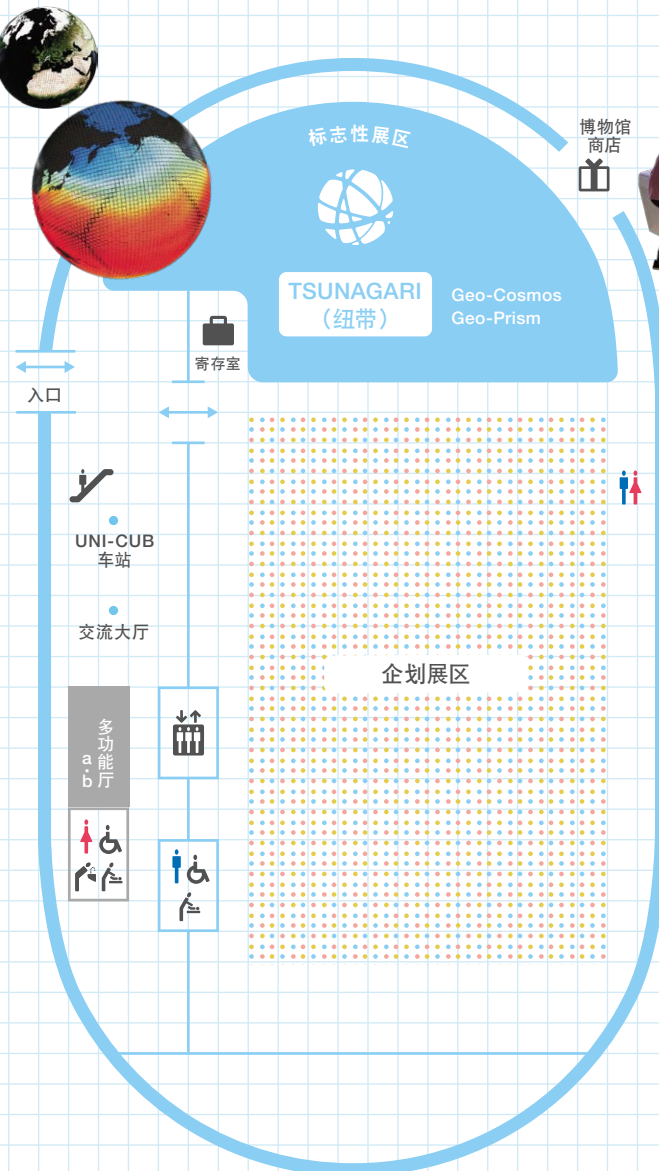 标志性展区
博物馆
商店
TSUNAGARI
（纽带）
Geo-Cosmos
Geo-Prism
寄存室
入口
UNI-CUB
车站
交流大厅
企划展区
多功能厅
a·b